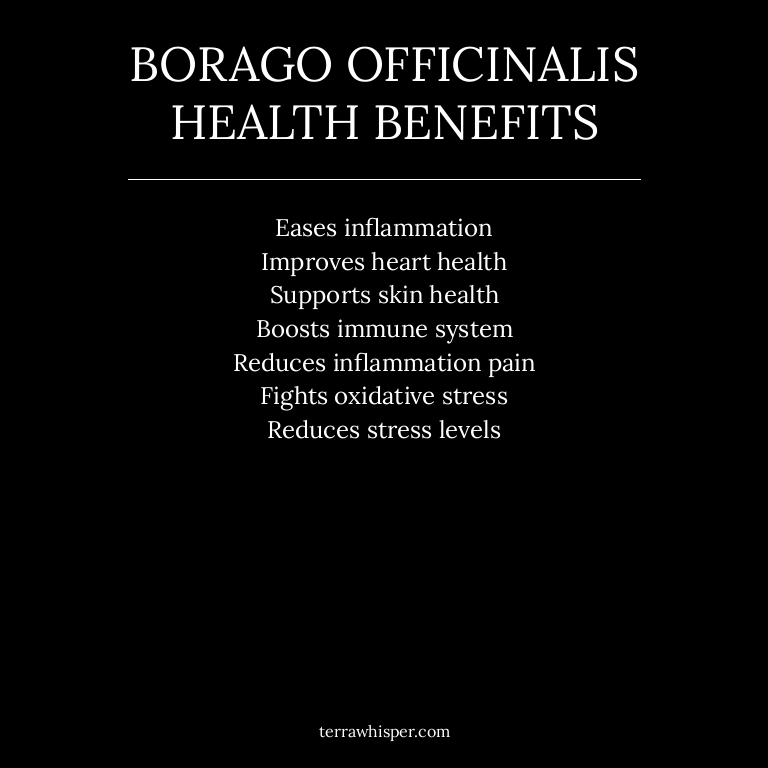 BORAGO OFFICINALIS
HEALTH BENEFITS
Eases inflammation
Improves heart health
Supports skin health
Boosts immune system
Reduces inflammation pain
Fights oxidative stress
Reduces stress levels
terrawhisper.com